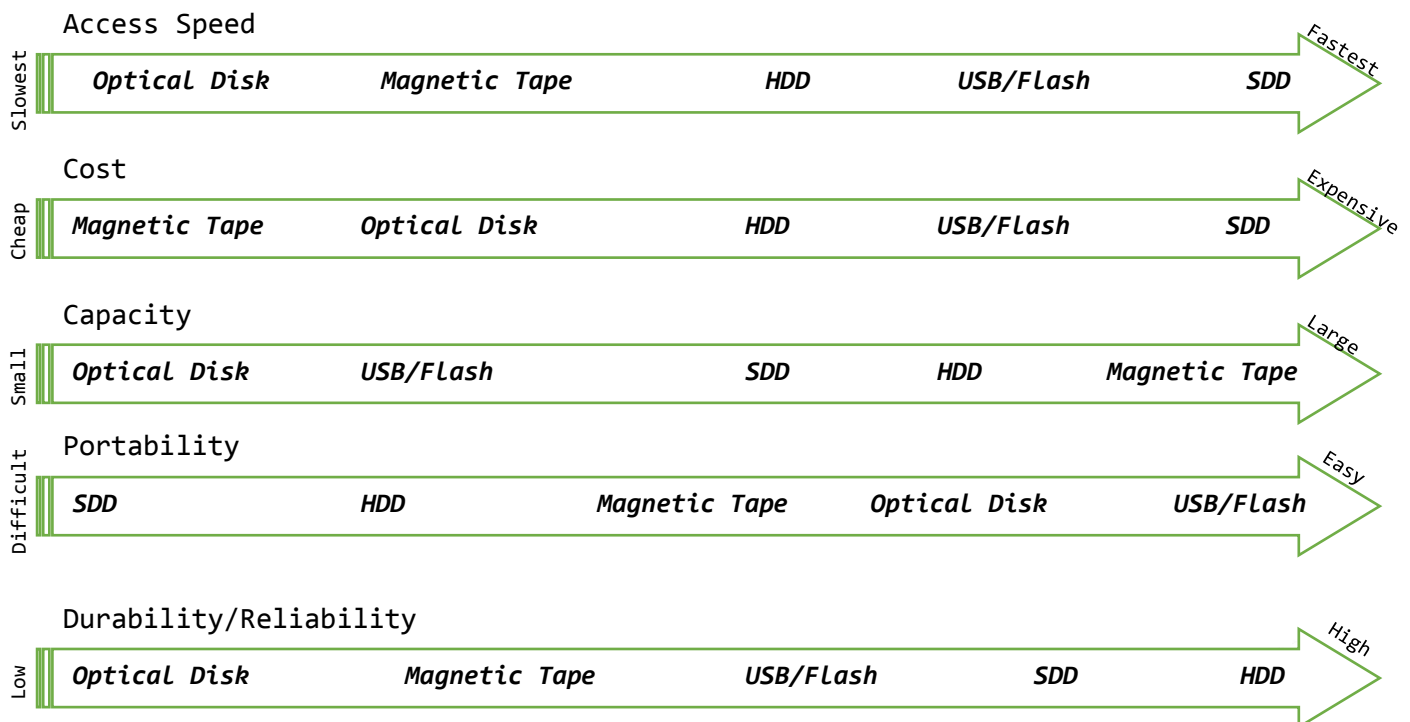 Access Speed
Slowest
Optical Disk Magnetic Tape HDD USB/Flash SDD
Fastest
Cost
Cheap
Magnetic Tape Optical Disk HDD USB/Flash SDD
Expensive
Capacity
Small
Optical Disk USB/Flash SDD HDD Magnetic Tape
Large
Portability
Difficult
SDD HDD Magnetic Tape Optical Disk USB/Flash
Easy
Durability/Reliability
Low
Optical Disk Magnetic Tape USB/Flash SDD HDD
High